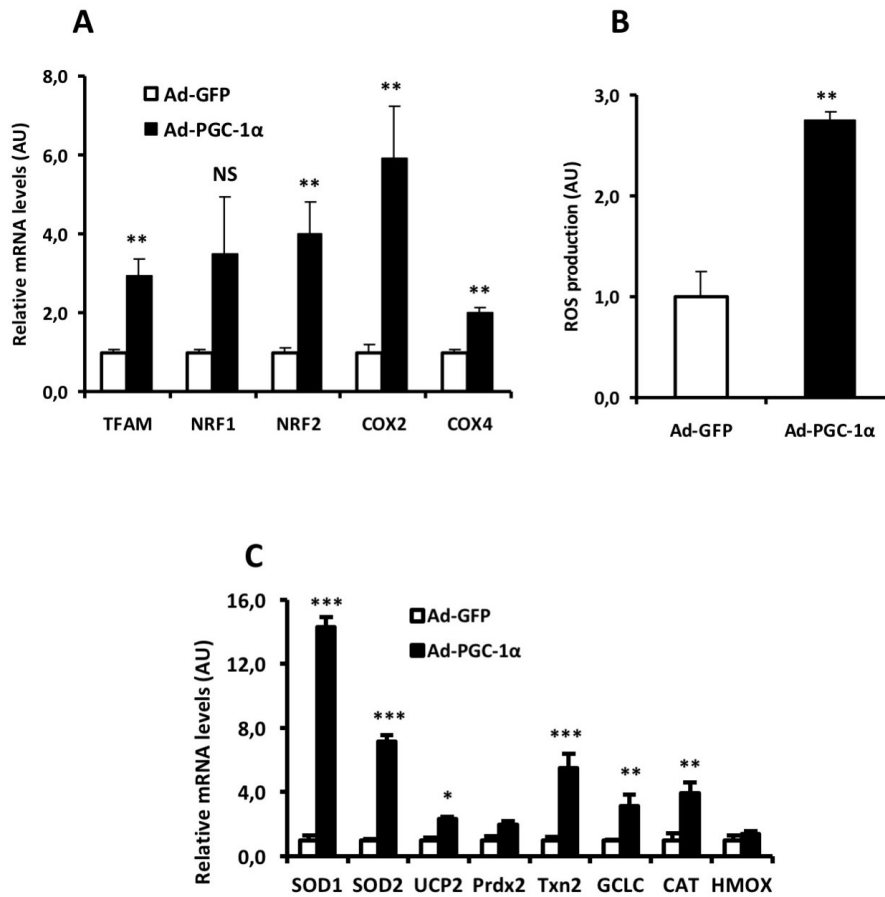 A
8,0
6,0
4,0
2,0
0,0
Relative mRNA levels (AU)
Ad-GFP
Ad-PGC-1α
**
NS
**
**
**
TFAM NRF1 NRF2 COX2 COX4
B
3,0
2,0
1,0
0,0
ROS production (AU)
**
Ad-GFP Ad-PGC-1α
C
16,0
12,0
8,0
4,0
0,0
Relative mRNA levels (AU)
Ad-GFP
Ad-PGC-1α
***
***
*
***
**
**
SOD1 SOD2 UCP2 Prdx2 Txn2 GCLC CAT HMOX